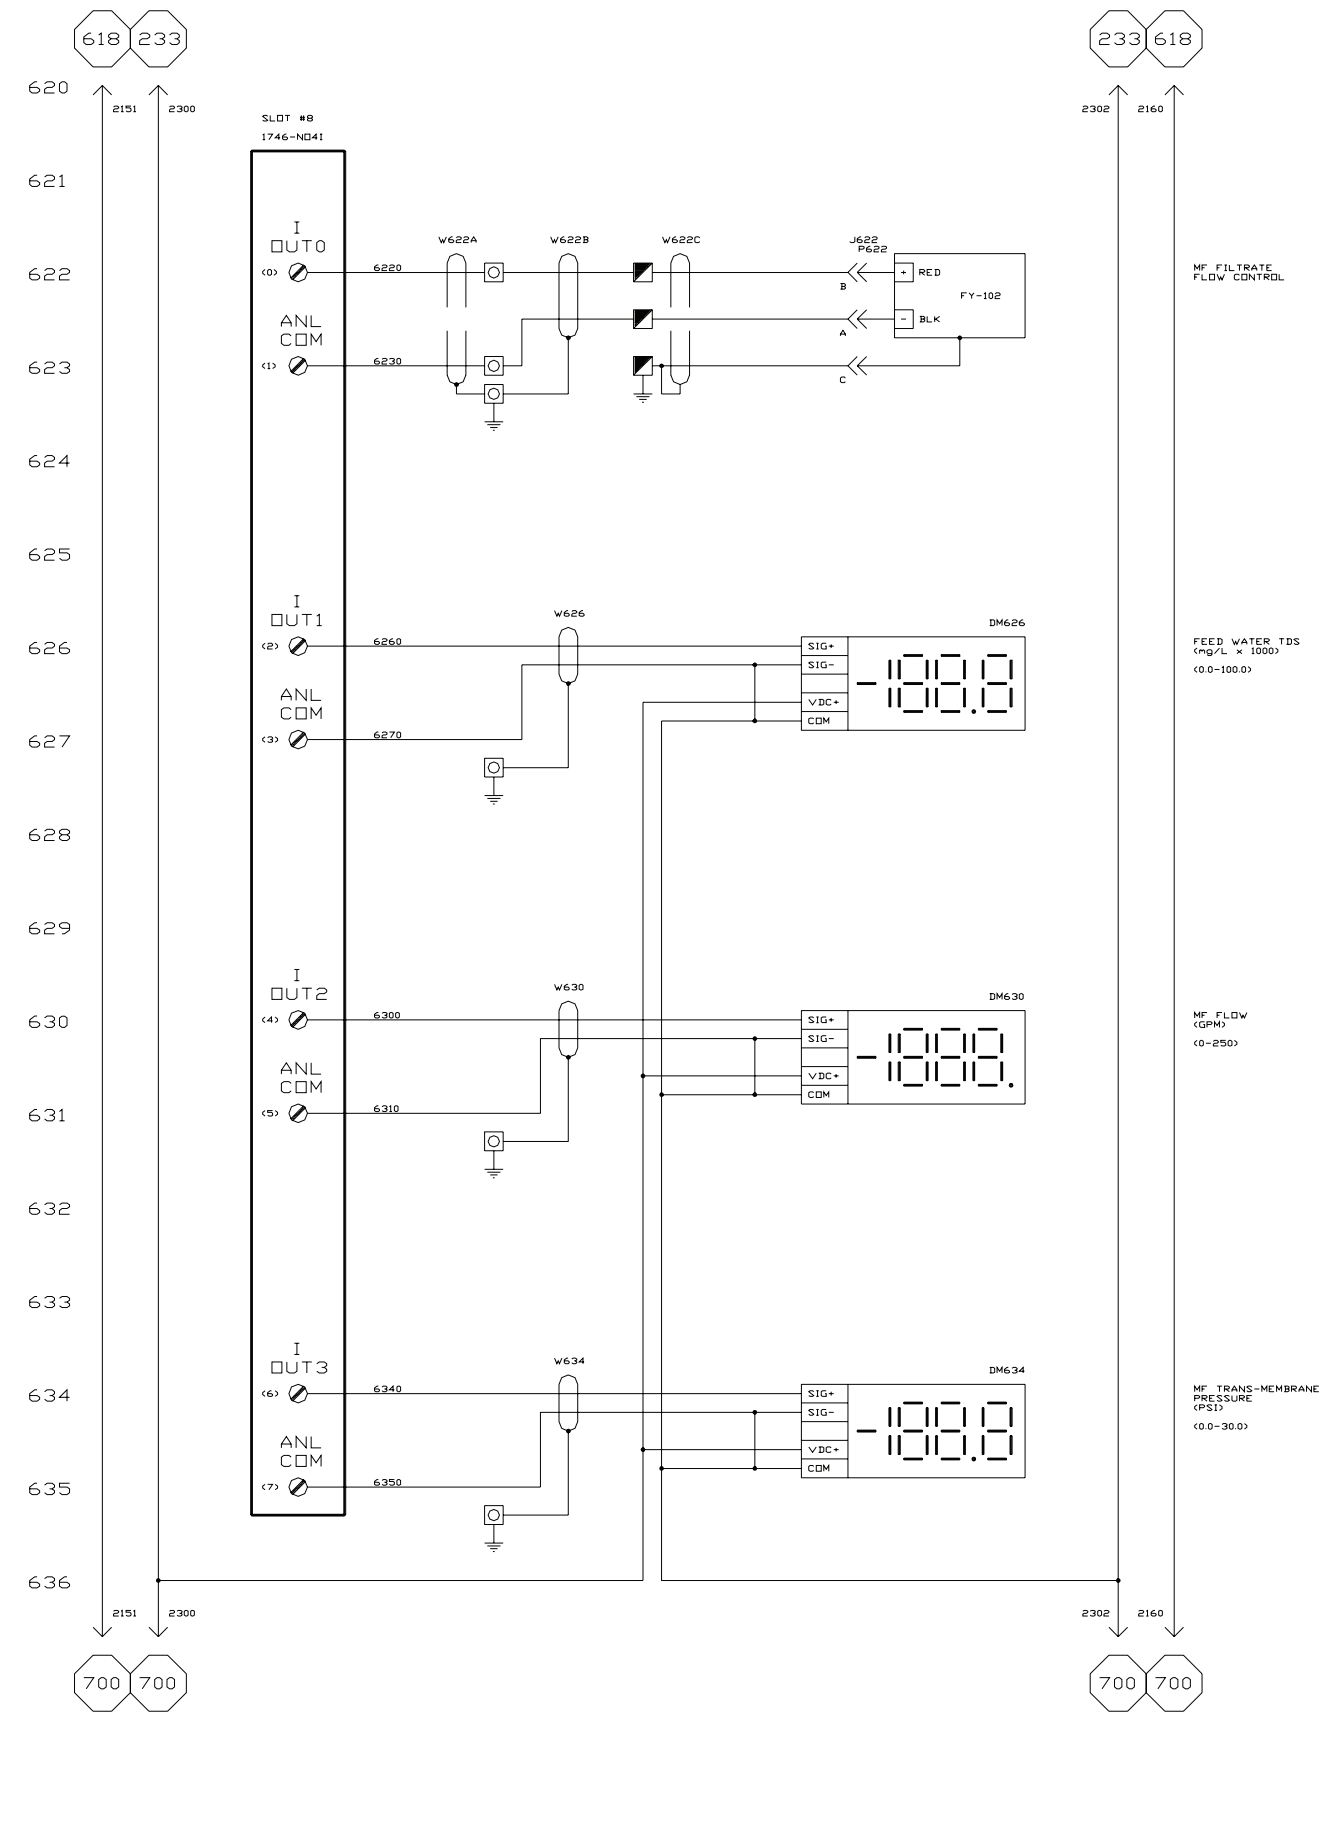 618 233 233 618
620
2151 2300 2302 2160
SLOT #8
1746-NO4I
621
I
OUT0
W622A W622B W622C J622
P622
(0) 6220 + RED
622
MF FILTRATE
FLOW CONTROL
B
FY-102
ANL
COM
- BLK
A
(1) 6230
623
C
624
625
I
OUT1
W626 DM626
(2) 6260 SIG+
626
FEED WATER TDS
(mg/L x 1000)
(0.0-100.0)
SIG-
-188.8
ANL
COM
VDC+
COM
(3) 6270
627
628
629
I
OUT2
W630 DM630
(4) 6300 SIG+
630
MF FLOW
(GPM)
(0-250)
SIG-
-1888.
ANL
COM
VDC+
COM
(5) 6310
631
632
633
I
OUT3
W634 DM634
(6) 6340 SIG+
634
MF TRANS-MEMBRANE
PRESSURE
(PSI)
(0.0-30.0)
SIG-
-188.8
ANL
COM
VDC+
COM
(7) 6350
635
636
2151 2300 2302 2160
700 700 700 700